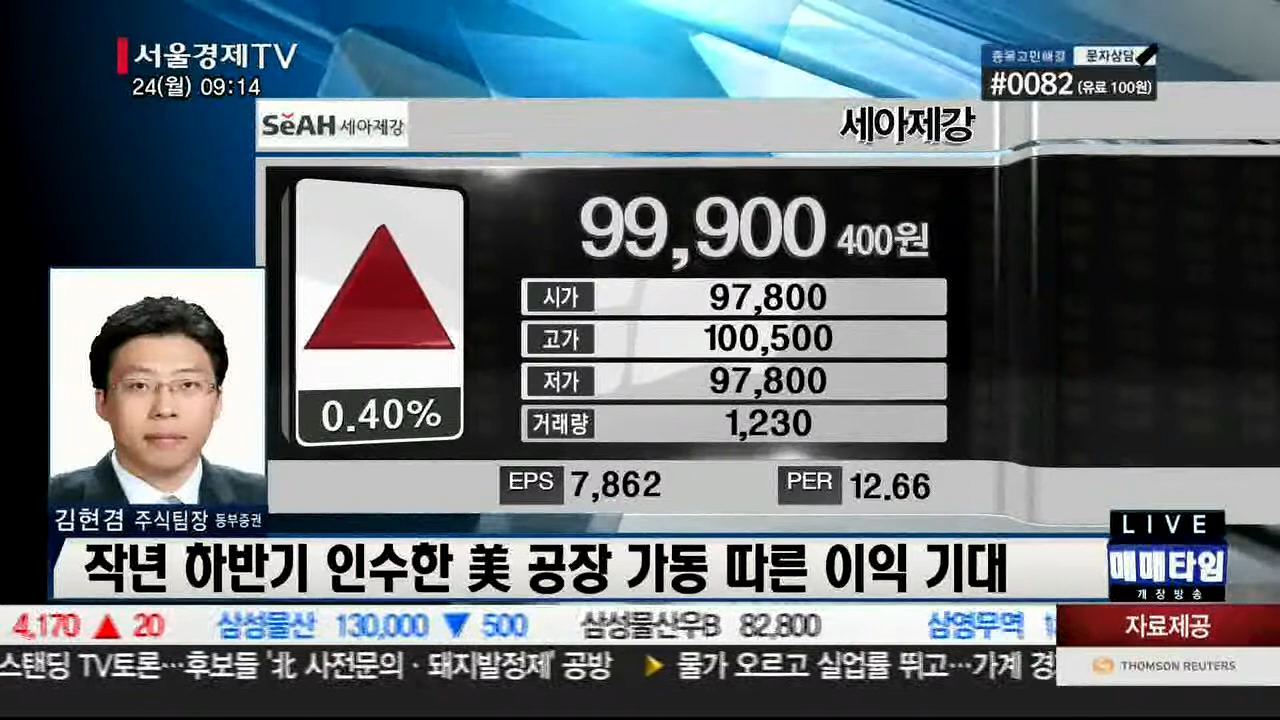 서울경제TV
24(월) 09:14
종목고민해결 문자상담
#0082 (유료 100원)
SeAH 세아제강
세아제강
99,900 400원
시가 97,800
고가 100,500
저가 97,800
거래량 1,230
0.40%
EPS 7,862 PER 12.66
김현겸 주식팀장 동부증권
작년 하반기 인수한 美 공장 가동 따른 이익 기대
LIVE
매매타임
개장방송
4,170 ▲ 20 삼성물산 130,000 ▼ 500 삼성물산우B 82,800 삼영무역
자료제공
스탠딩 TV토론…후보들 '北 사전문의·돼지발정제' 공방 ▶ 물가 오르고 실업률 뛰고…가계 경
THOMSON REUTERS